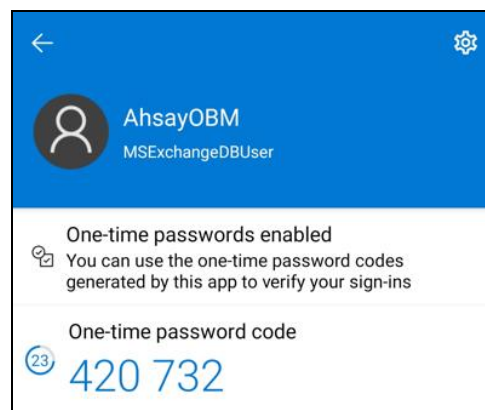 AhsayOBM
MSExchangeDBUser
One-time passwords enabled
You can use the one-time password codes
generated by this app to verify your sign-ins
One-time password code
23
420 732